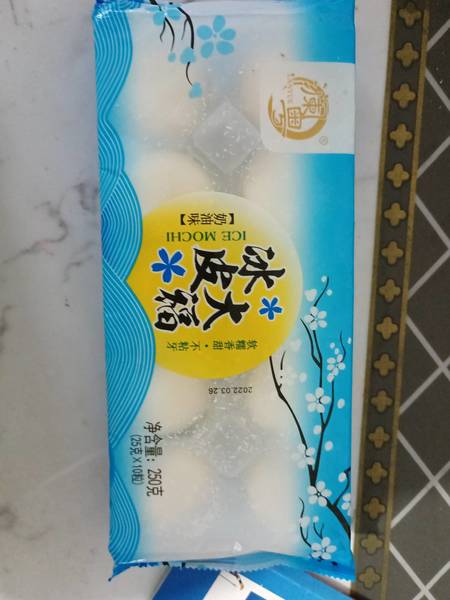 ICE MOCHI
【奶油味】
冰皮
大福
软糯香甜·不粘牙
2022.03.26
净含量：250克
(25克×10粒)